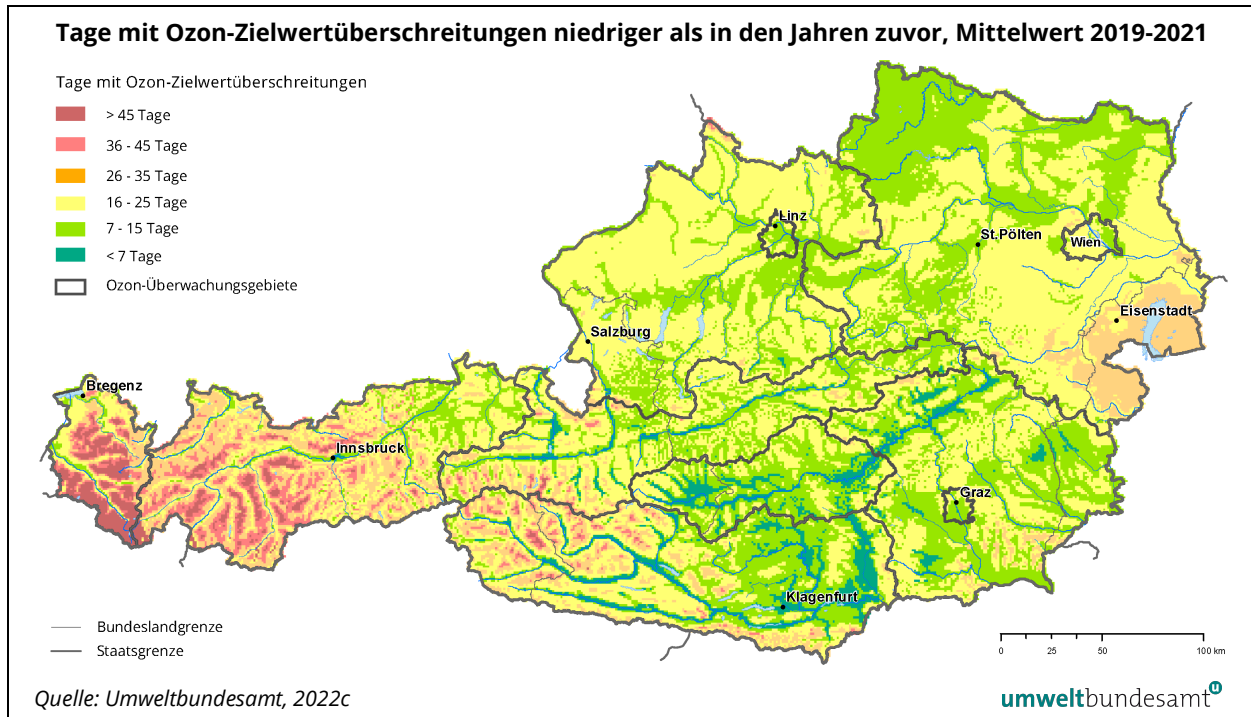 Tage mit Ozon-Zielwertüberschreitungen niedriger als in den Jahren zuvor, Mittelwert 2019-2021
Tage mit Ozon-Zielwertüberschreitungen
> 45 Tage
36 - 45 Tage
26 - 35 Tage
16 - 25 Tage
7 - 15 Tage
< 7 Tage
Ozon-Überwachungsgebiete
Linz
St.Pölten
Wien
Eisenstadt
Salzburg
Bregenz
Innsbruck
Graz
Klagenfurt
Bundeslandgrenze
Staatsgrenze
0 25 50 100 km
Quelle: Umweltbundesamt, 2022c
umweltbundesamt u